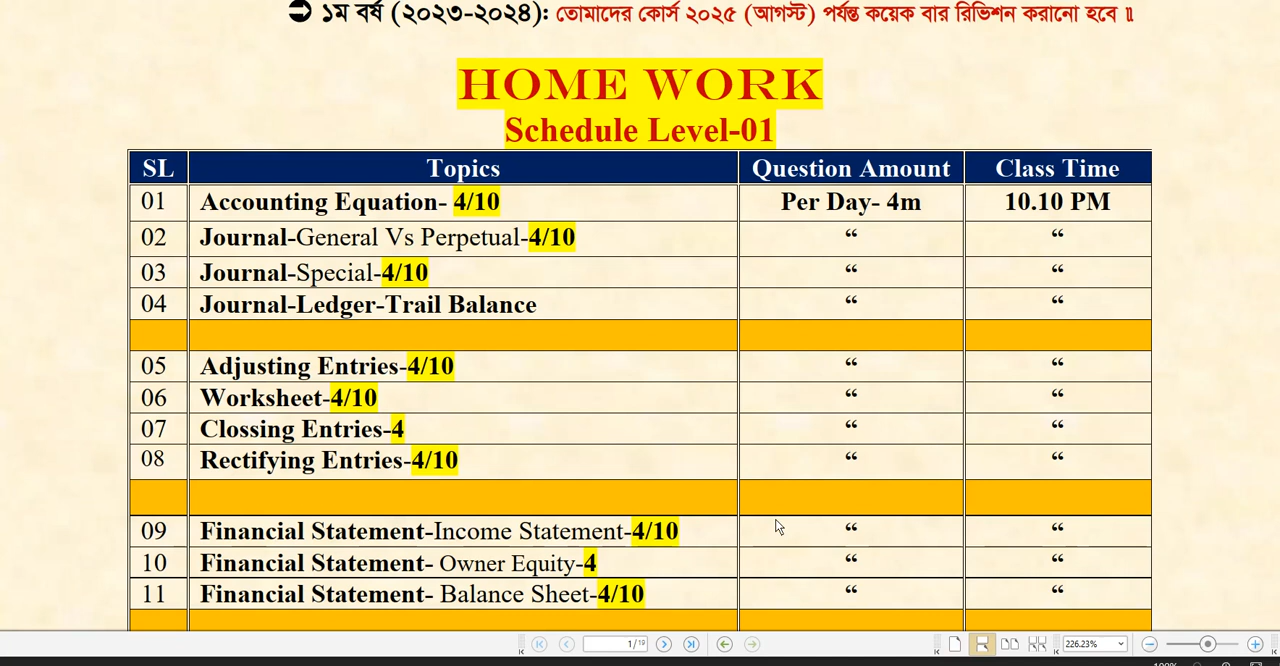 ➲ ১ম বর্ষ (২০২৩-২০২৪): তোমাদের কোর্স ২০২৫ (আগস্ট) পর্যন্ত কয়েক বার রিভিশন করানো হবে ॥
HOME WORK
Schedule Level-01
SL Topics Question Amount Class Time
01 Accounting Equation- 4/10 Per Day- 4m 10.10 PM
02 Journal-General Vs Perpetual-4/10 “ “
03 Journal-Special-4/10 “ “
04 Journal-Ledger-Trail Balance “ “
05 Adjusting Entries-4/10 “ “
06 Worksheet-4/10 “ “
07 Clossing Entries-4 “ “
08 Rectifying Entries-4/10 “ “
09 Financial Statement-Income Statement-4/10 “ “
10 Financial Statement- Owner Equity-4 “ “
11 Financial Statement- Balance Sheet-4/10 “ “
1/19 226.23%